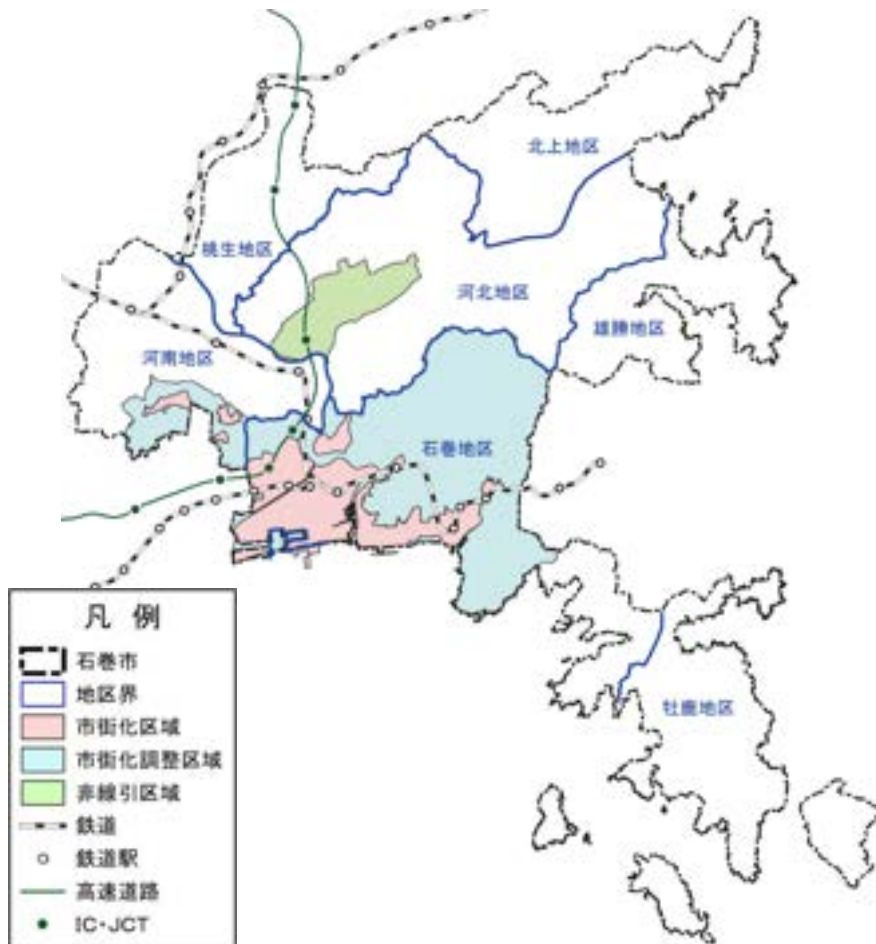 北上地区
桃生地区
河北地区
雄勝地区
河南地区
石巻地区
牡鹿地区
凡 例
石巻市
地区界
市街化区域
市街化調整区域
非線引区域
鉄道
鉄道駅
高速道路
IC・JCT